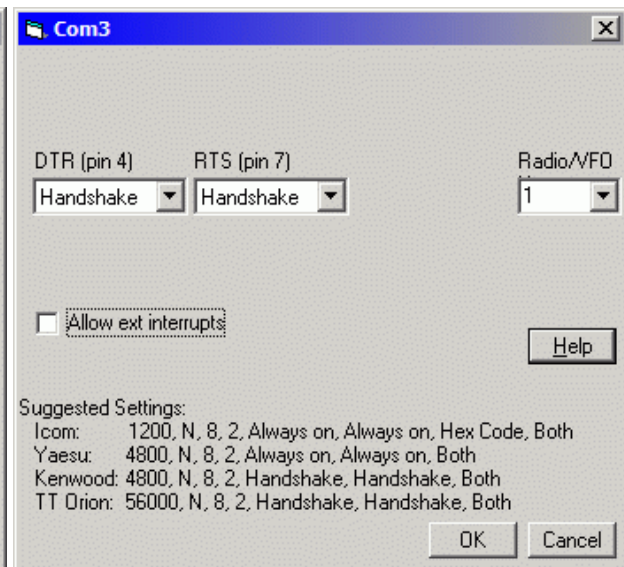 Com3
DTR (pin 4) RTS (pin 7) Radio/VFO
Handshake Handshake 1
Allow ext interrupts
Help
Suggested Settings:
Icom: 1200, N, 8, 2, Always on, Always on, Hex Code, Both
Yaesu: 4800, N, 8, 2, Always on, Always on, Both
Kenwood: 4800, N, 8, 2, Handshake, Handshake, Both
TT Orion: 56000, N, 8, 2, Handshake, Handshake, Both
OK Cancel